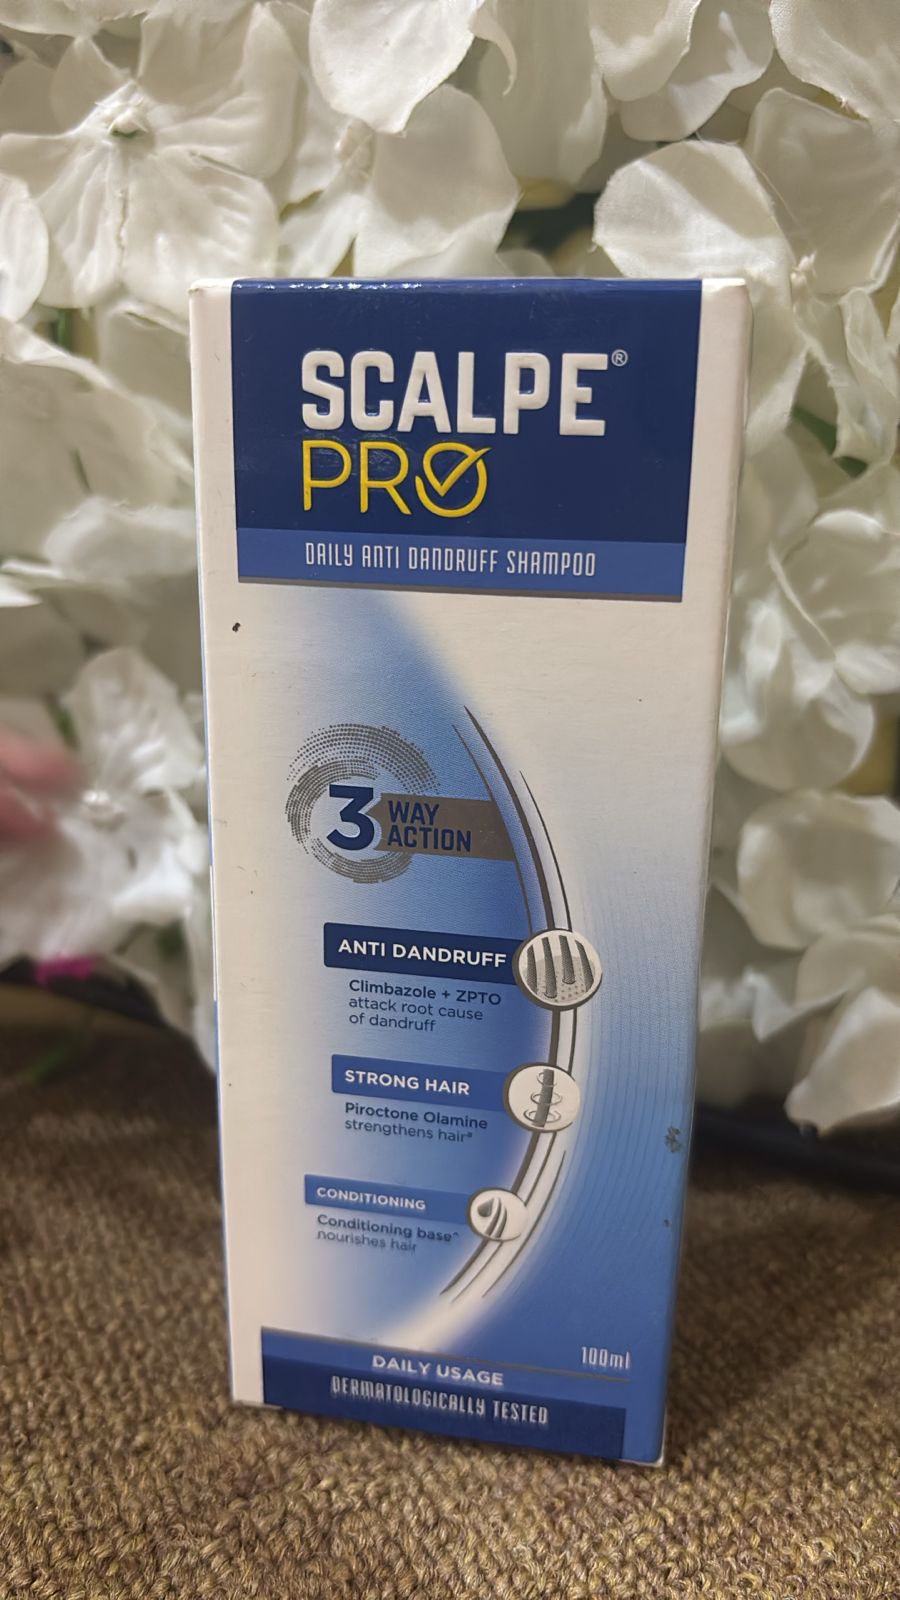 SCALPE®
PRO
DAILY ANTI DANDRUFF SHAMPOO
3 WAY
ACTION
ANTI DANDRUFF
Climbazole + ZPTO
attack root cause
of dandruff
STRONG HAIR
Piroctone Olamine
strengthens hair#
CONDITIONING
Conditioning base^
nourishes hair
100ml
DAILY USAGE
DERMATOLOGICALLY TESTED